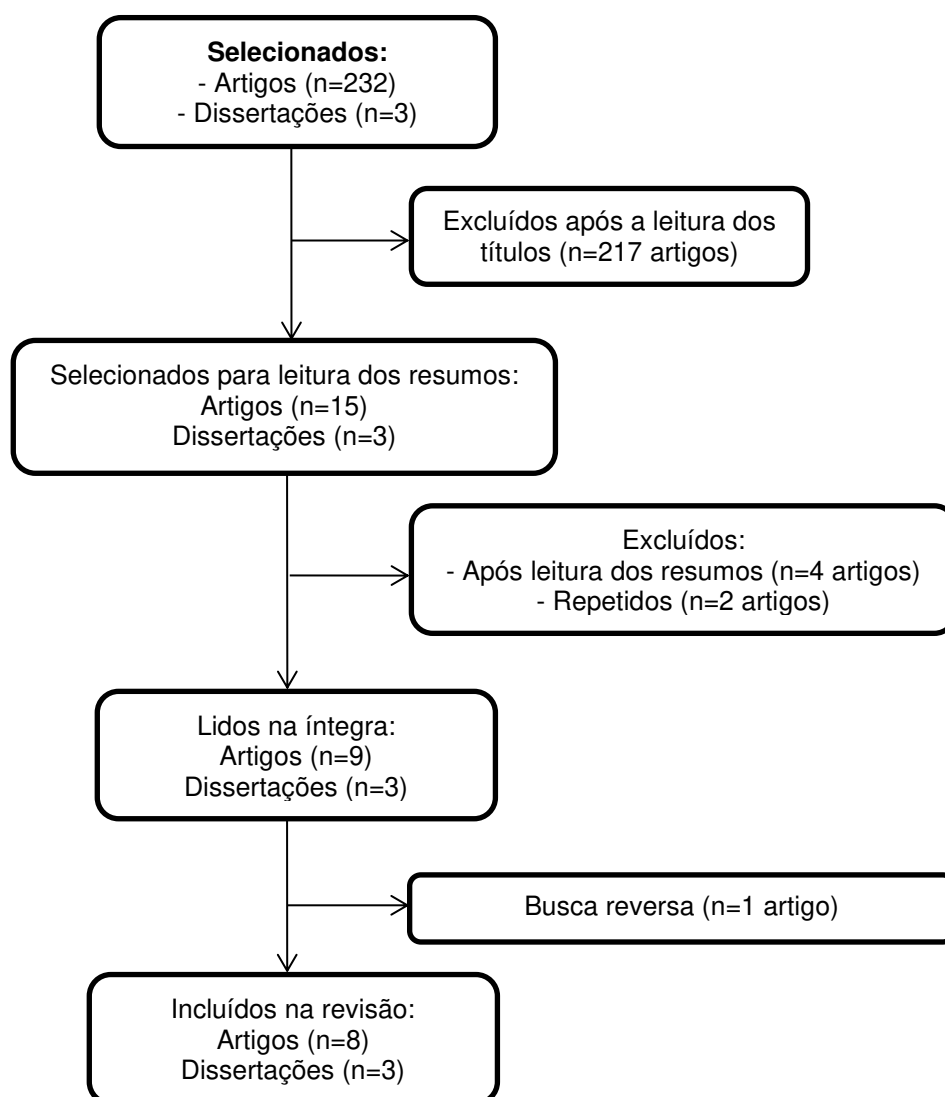 Selecionados:
- Artigos (n=232)
- Dissertações (n=3)
Excluídos após a leitura dos
títulos (n=217 artigos)
Selecionados para leitura dos resumos:
Artigos (n=15)
Dissertações (n=3)
Excluídos:
- Após leitura dos resumos (n=4 artigos)
- Repetidos (n=2 artigos)
Lidos na íntegra:
Artigos (n=9)
Dissertações (n=3)
Busca reversa (n=1 artigo)
Incluídos na revisão:
Artigos (n=8)
Dissertações (n=3)